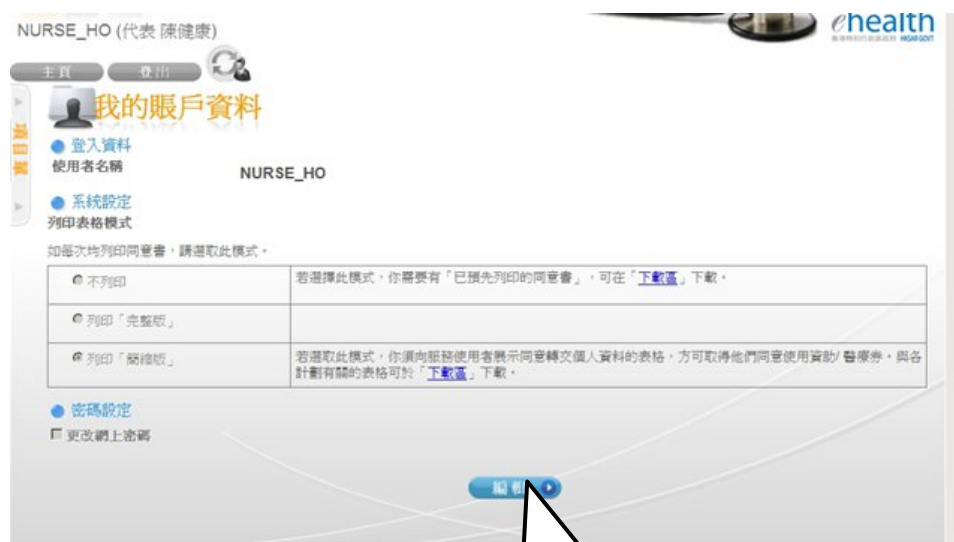 NURSE_HO (代表 陳健康)
ehealth
主頁
登出
項目單
我的賬戶資料
登入資料
使用者名稱
NURSE_HO
系統設定
列印表格模式
如每次均列印同意書，請選取此模式。
不列印
若選擇此模式，你需要有「已預先列印的同意書」，可在「下載區」下載。
列印「完整版」
列印「簡縮版」
若選取此模式，你須向服務使用者展示同意轉交個人資料的表格，方可取得他們同意使用資助/ 醫療券。與各
計劃有關的表格可於「下載區」下載。
密碼設定
更改網上密碼